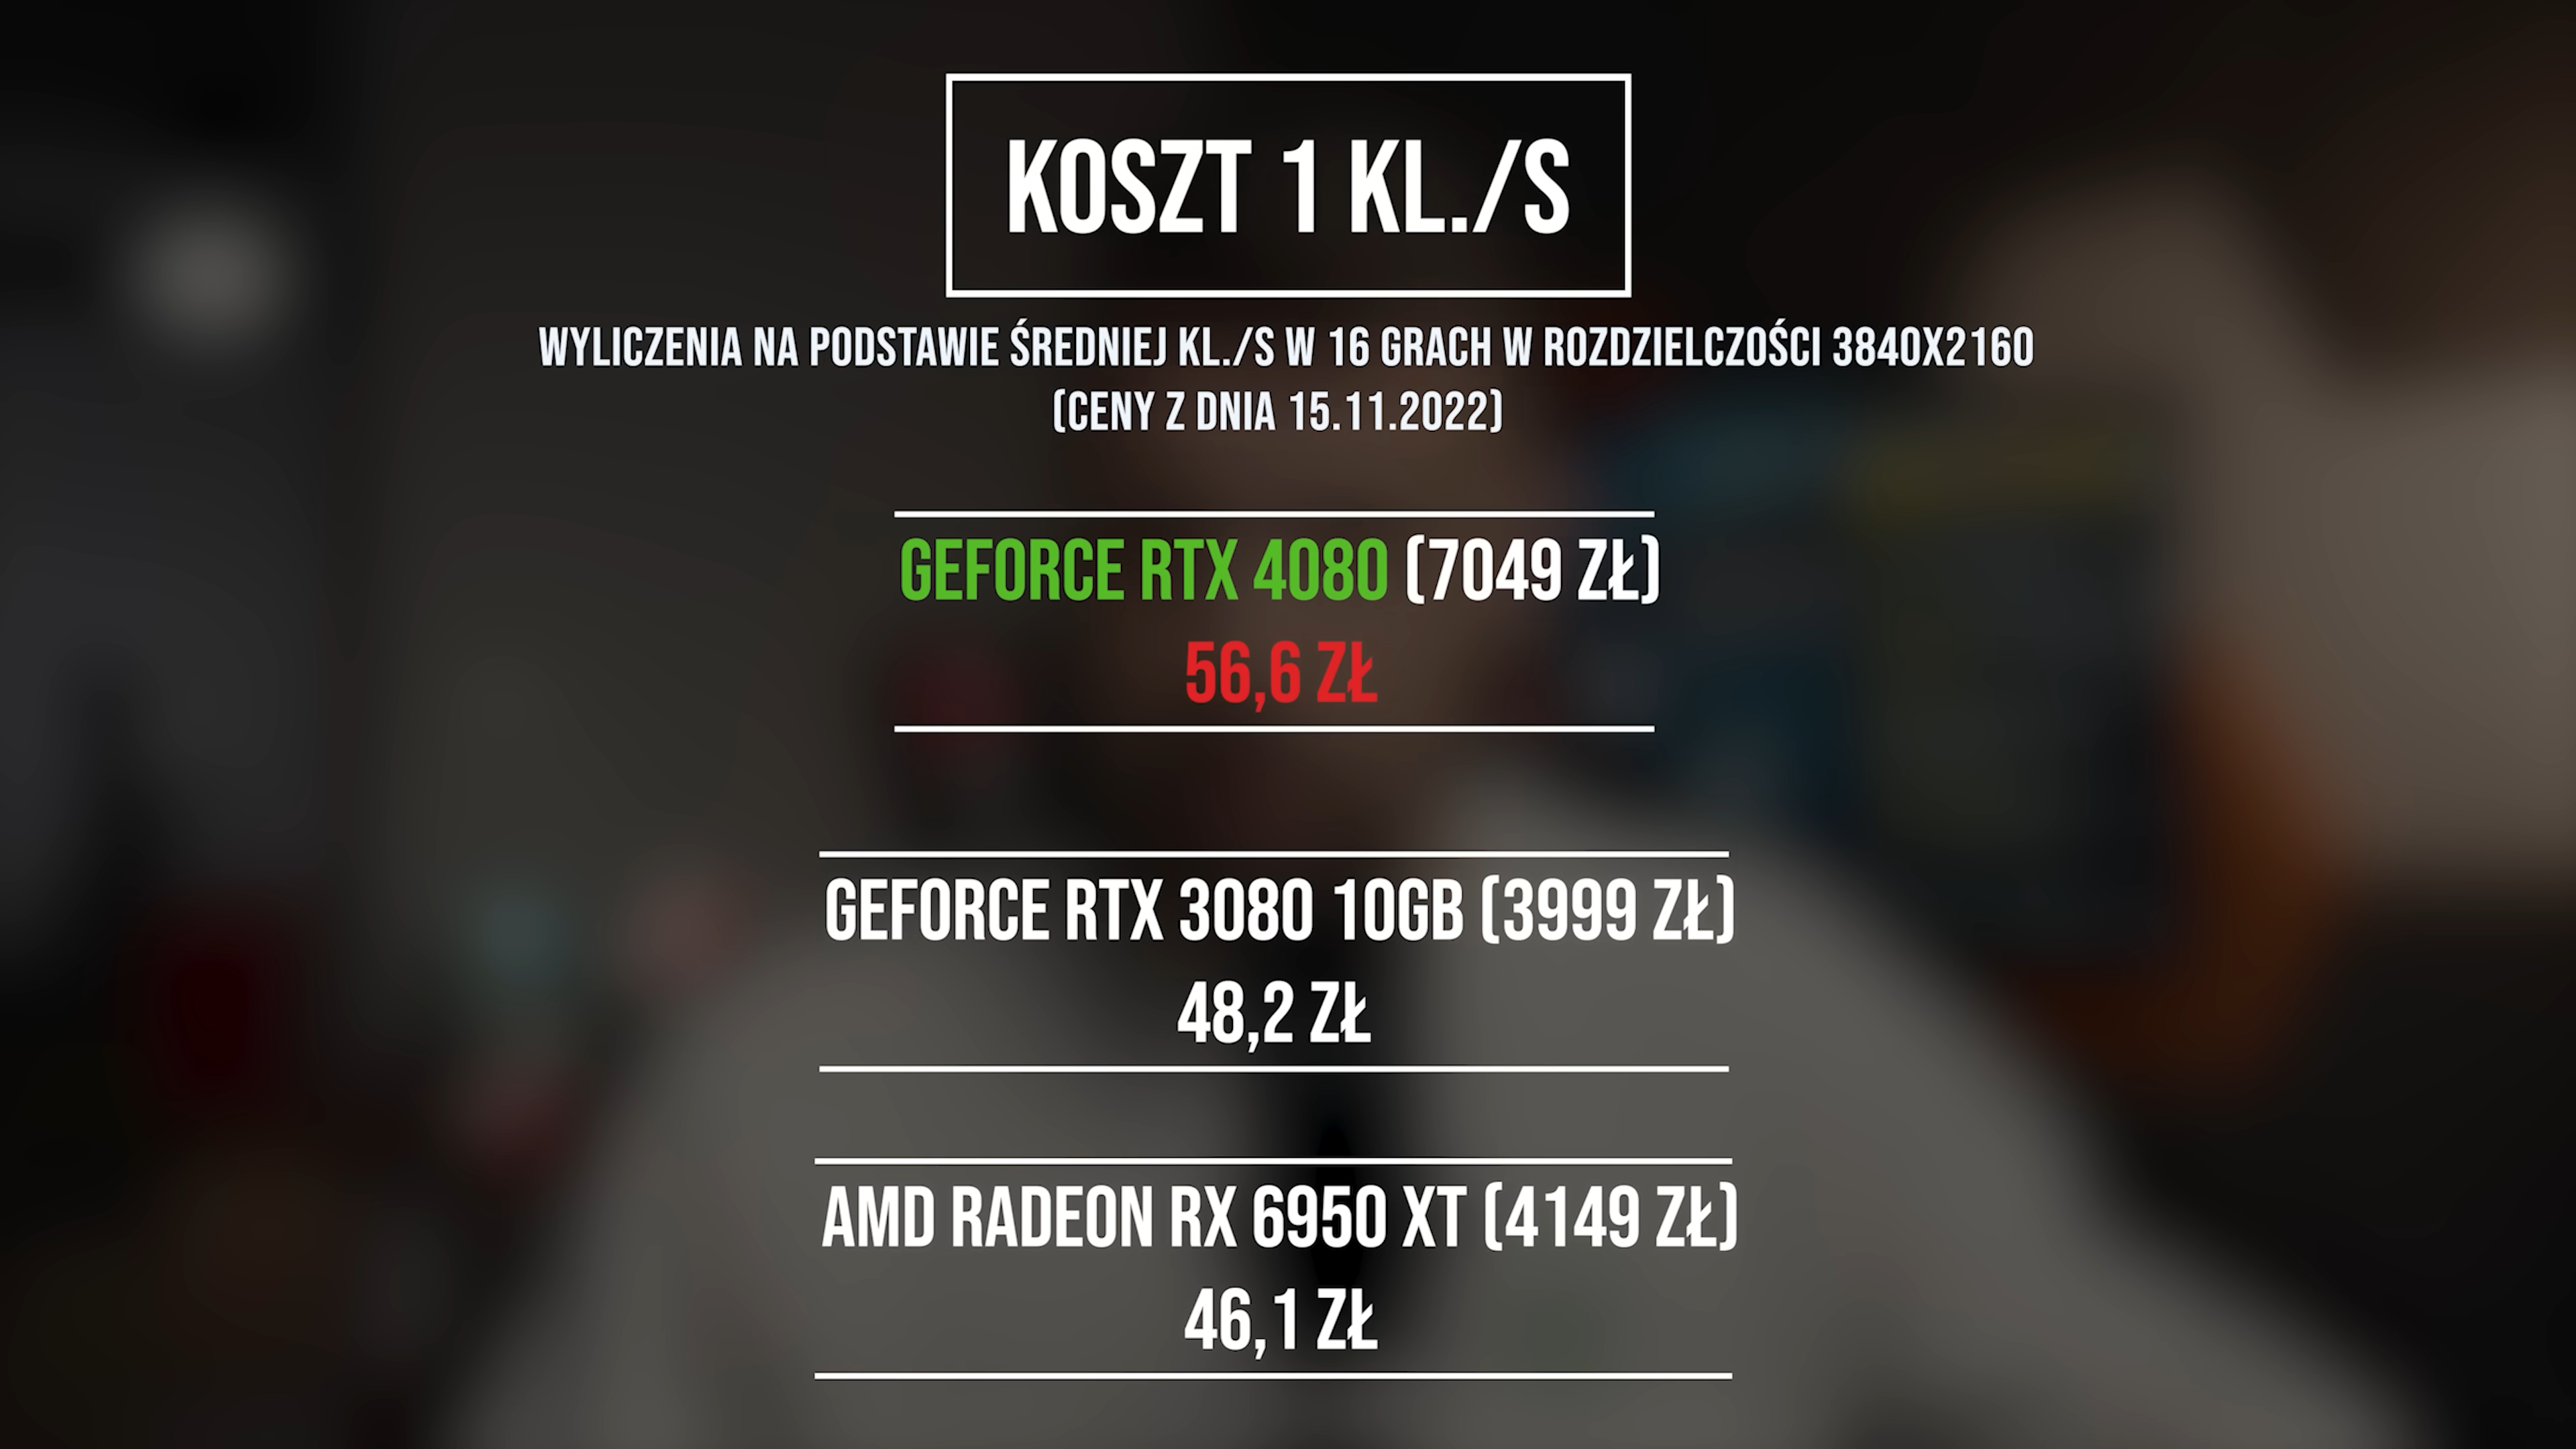 KOSZT 1 KL./S
WYLICZENIA NA PODSTAWIE ŚREDNIEJ KL./S W 16 GRACH W ROZDZIELCZOŚCI 3840X2160
(CENY Z DNIA 15.11.2022)
GEFORCE RTX 4080 (7049 ZŁ)
56,6 ZŁ
GEFORCE RTX 3080 10GB (3999 ZŁ)
48,2 ZŁ
AMD RADEON RX 6950 XT (4149 ZŁ)
46,1 ZŁ